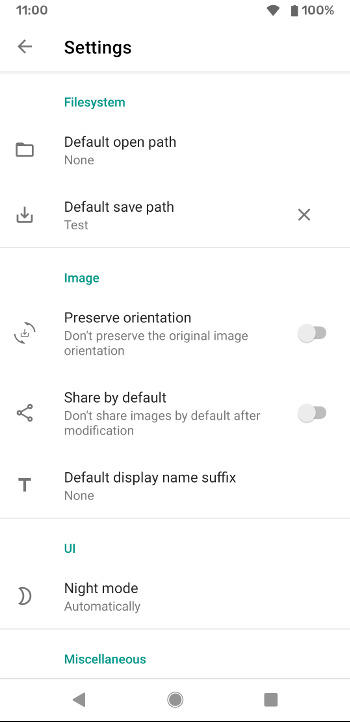 11:00
100%
Settings
Filesystem
Default open path
None
Default save path
Test
Image
Preserve orientation
Don't preserve the original image
orientation
Share by default
Don't share images by default after
modification
Default display name suffix
None
UI
Night mode
Automatically
Miscellaneous